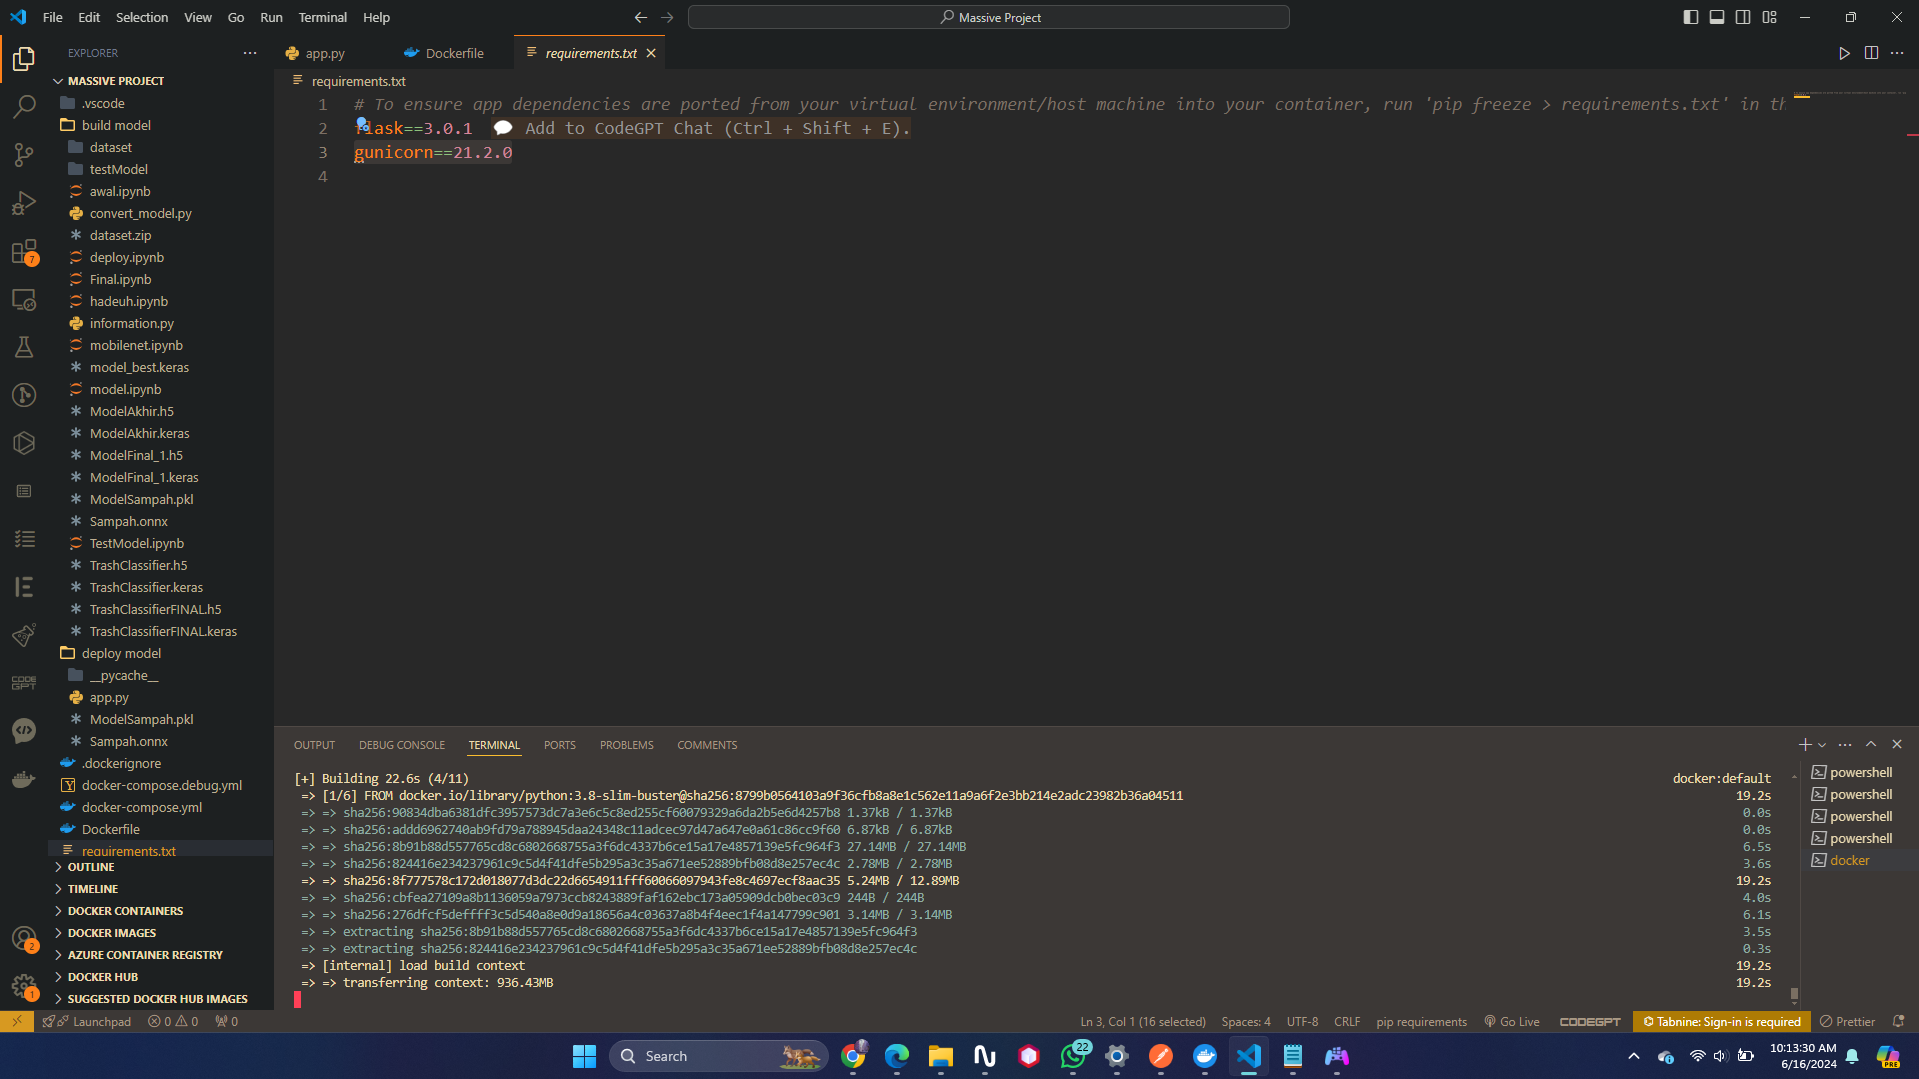 File Edit Selection View Go Run Terminal Help
Massive Project
EXPLORER
MASSIVE PROJECT
.vscode
build model
dataset
testModel
awal.ipynb
convert_model.py
dataset.zip
deploy.ipynb
Final.ipynb
hadeuh.ipynb
information.py
mobilenet.ipynb
model_best.keras
model.ipynb
ModelAkhir.h5
ModelAkhir.keras
ModelFinal_1.h5
ModelFinal_1.keras
ModelSampah.pkl
Sampah.onnx
TestModel.ipynb
TrashClassifier.h5
TrashClassifier.keras
TrashClassifierFINAL.h5
TrashClassifierFINAL.keras
deploy model
__pycache__
app.py
ModelSampah.pkl
Sampah.onnx
.dockerignore
docker-compose.debug.yml
docker-compose.yml
Dockerfile
requirements.txt
OUTLINE
TIMELINE
DOCKER CONTAINERS
DOCKER IMAGES
AZURE CONTAINER REGISTRY
DOCKER HUB
SUGGESTED DOCKER HUB IMAGES
7
CODE GPT
2
1
app.py Dockerfile requirements.txt
requirements.txt
1 # To ensure app dependencies are ported from your virtual environment/host machine into your container, run 'pip freeze > requirements.txt' in th
2 flask==3.0.1 Add to CodeGPT Chat (Ctrl + Shift + E).
3 gunicorn==21.2.0
4
OUTPUT DEBUG CONSOLE TERMINAL PORTS PROBLEMS COMMENTS
[+] Building 22.6s (4/11) docker:default
=> [1/6] FROM docker.io/library/python:3.8-slim-buster@sha256:8799b0564103a9f36cfb8a8e1c562e11a9a6f2e3bb214e2adc23982b36a04511 19.2s
=> => sha256:90834dba6381dfc3957573dc7a3e6c5c8ed255cf60079329a6da2b5e6d4257b8 1.37kB / 1.37kB 0.0s
=> => sha256:addd6962740ab9fd79a788945daa24348c11adcec97d47a647e0a61c86cc9f60 6.87kB / 6.87kB 0.0s
=> => sha256:8b91b88d557765cd8c6802668755a3f6dc4337b6ce15a17e4857139e5fc964f3 27.14MB / 27.14MB 6.5s
=> => sha256:824416e234237961c9c5d4f41dfe5b295a3c35a671ee52889bfb08d8e257ec4c 2.78MB / 2.78MB 3.6s
=> => sha256:8f777578c172d018077d3dc22d6654911fff60066097943fe8c4697ecf8aac35 5.24MB / 12.89MB 19.2s
=> => sha256:cbfea27109a8b1136059a7973ccb8243889faf162ebc173a05909dcb0bec03c9 244B / 244B 4.0s
=> => sha256:276dfcf5deffff3c5d540a8e0d9a18656a4c03637a8b4f4eec1f4a147799c901 3.14MB / 3.14MB 6.1s
=> => extracting sha256:8b91b88d557765cd8c6802668755a3f6dc4337b6ce15a17e4857139e5fc964f3 3.5s
=> => extracting sha256:824416e234237961c9c5d4f41dfe5b295a3c35a671ee52889bfb08d8e257ec4c 0.3s
=> [internal] load build context 19.2s
=> => transferring context: 936.43MB 19.2s
powershell
powershell
powershell
powershell
docker
Launchpad 0 0 0 Ln 3, Col 1 (16 selected) Spaces: 4 UTF-8 CRLF pip requirements Go Live CODEGPT Tabnine: Sign-in is required Prettier
Search
22
10:13:30 AM
6/16/2024
PRE